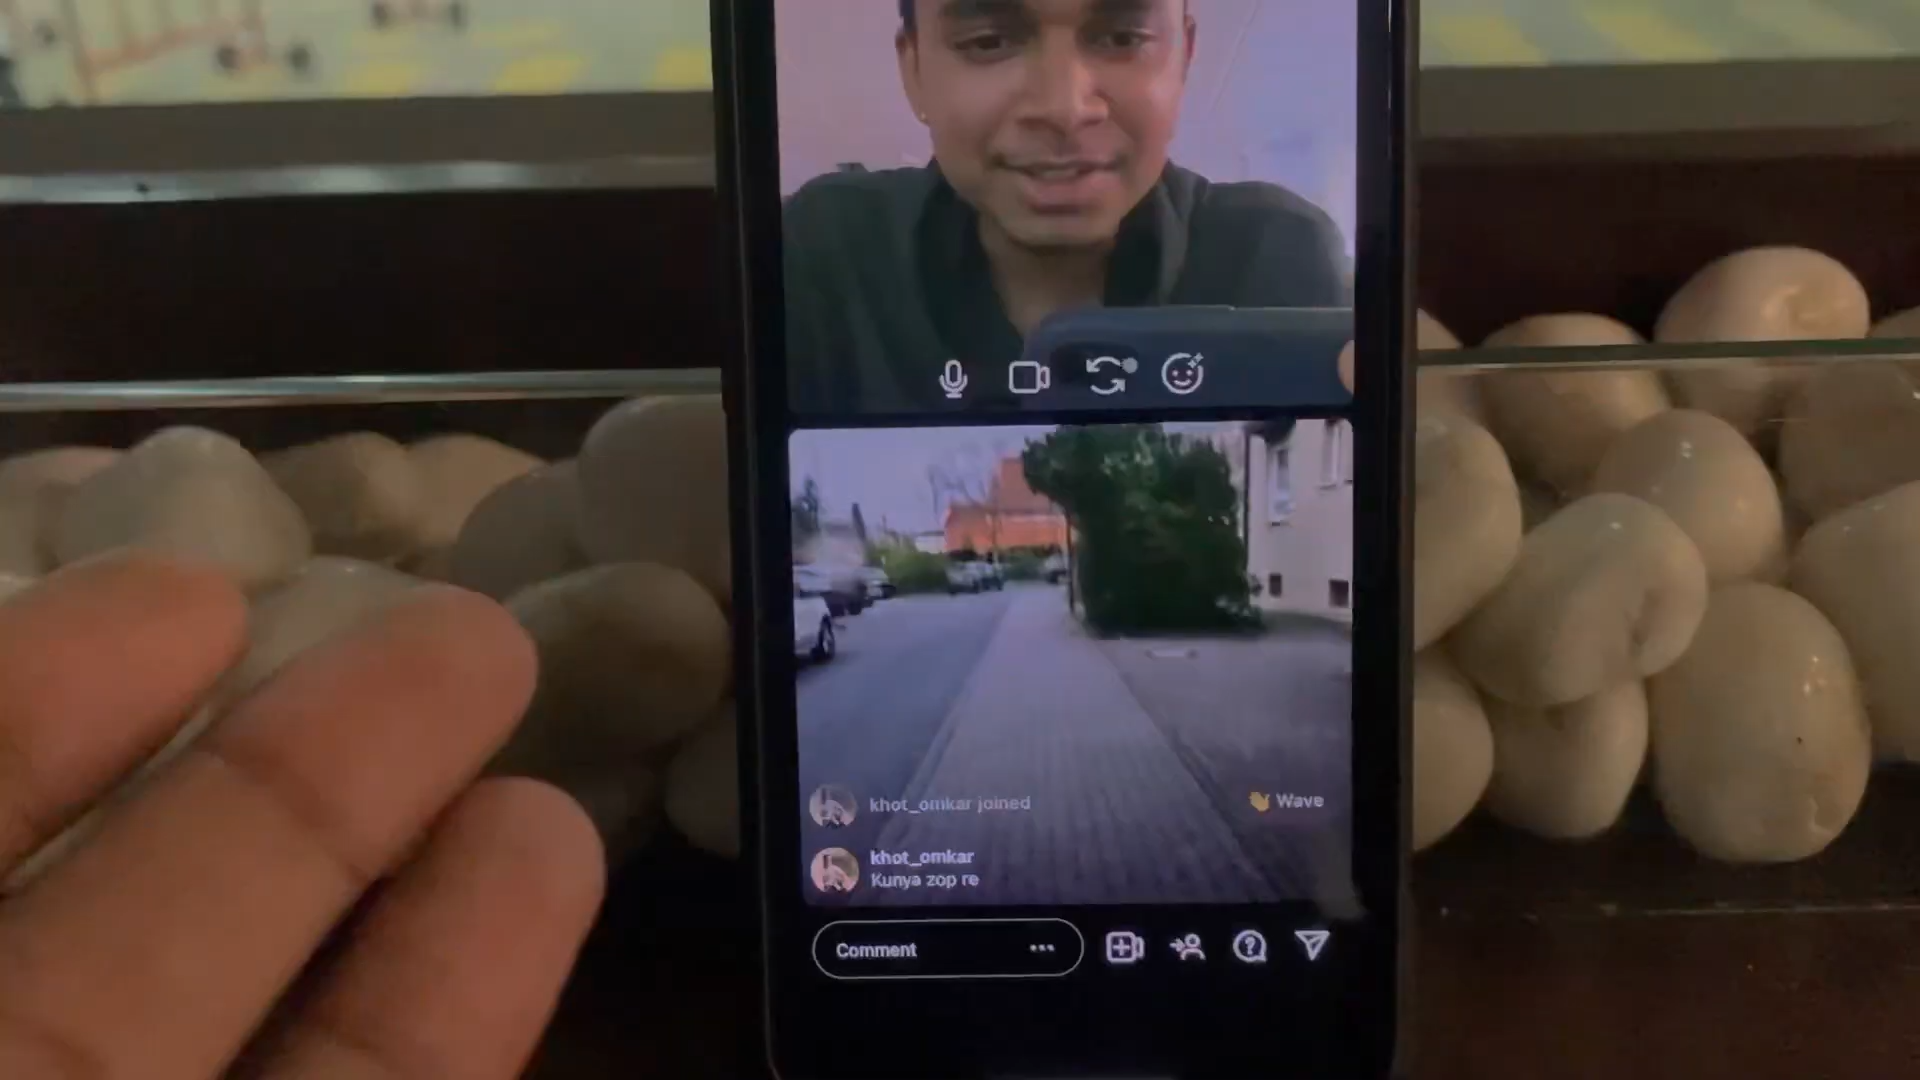 khot_omkar joined
Wave
khot_omkar
Kunya zop re
Comment